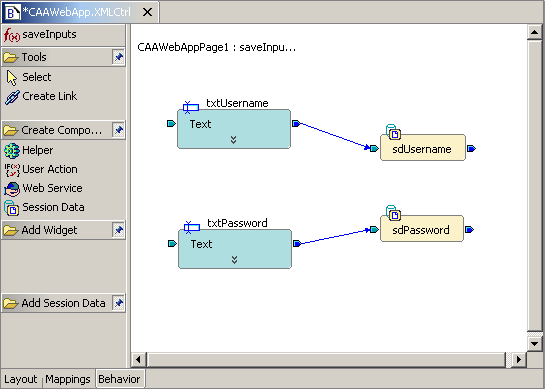 *CAAWebApp.XMLCtrl
saveInputs
Tools
Select
Create Link
Create Compo...
Helper
IF(x) User Action
Web Service
Session Data
Add Widget
Add Session Data
CAAWebAppPage1 : saveInpu...
txtUsername
Text
sdUsername
txtPassword
Text
sdPassword
Layout Mappings Behavior